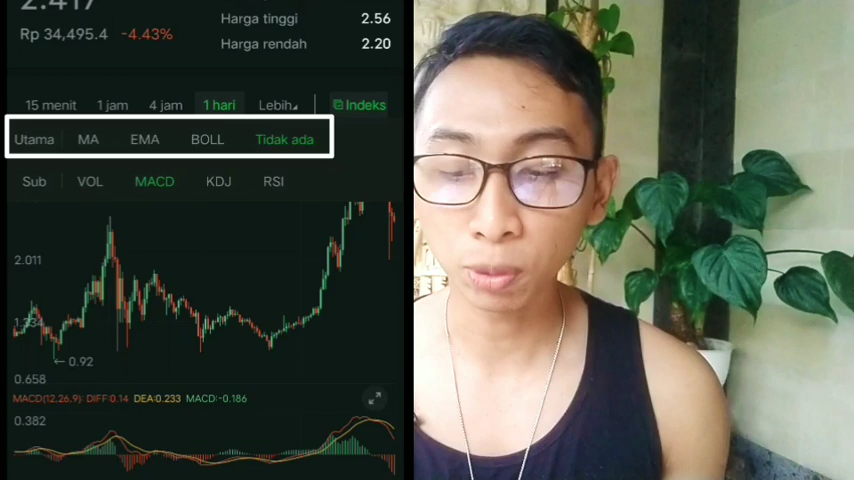 2.417
Rp 34,495.4 -4.43%
Harga tinggi 2.56
Harga rendah 2.20
15 menit 1 jam 4 jam 1 hari Lebih Indeks
Utama MA EMA BOLL Tidak ada
Sub VOL MACD KDJ RSI
2.011
1.334
← 0.92
0.658
MACD(12,26,9): DIFF:0.14 DEA:0.233 MACD:-0.186
0.382